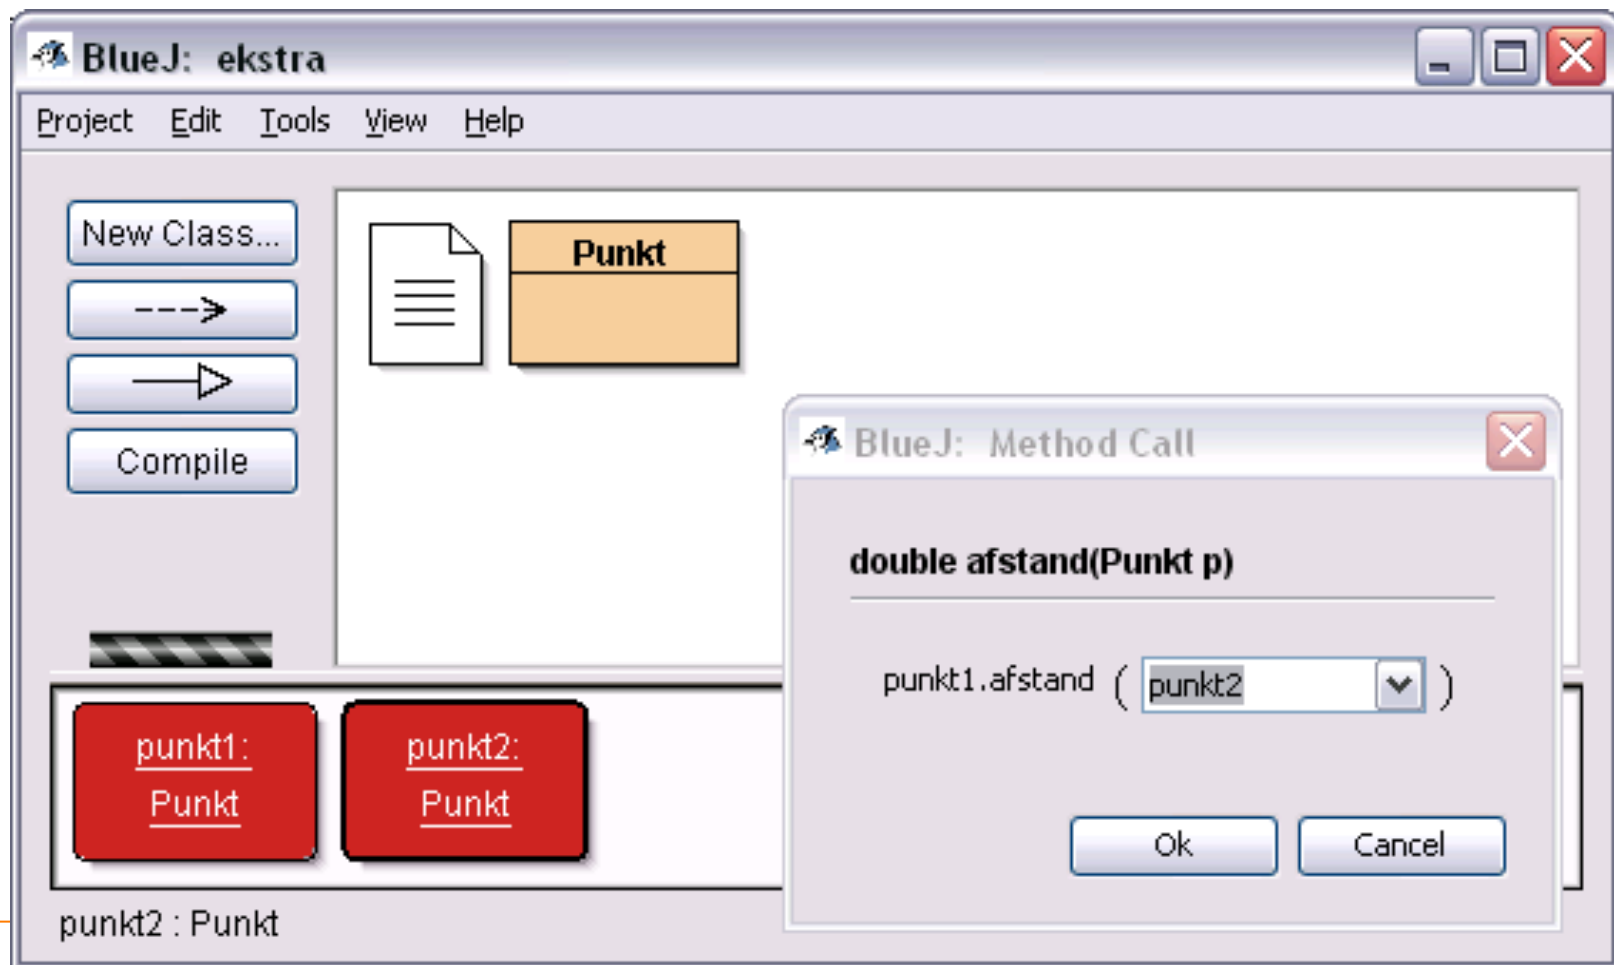 BlueJ: ekstra
Project Edit Tools View Help
New Class...
Punkt
Compile
BlueJ: Method Call
double afstand(Punkt p)
punkt1.afstand ( punkt2 )
Ok Cancel
punkt1:
Punkt
punkt2:
Punkt
punkt2 : Punkt